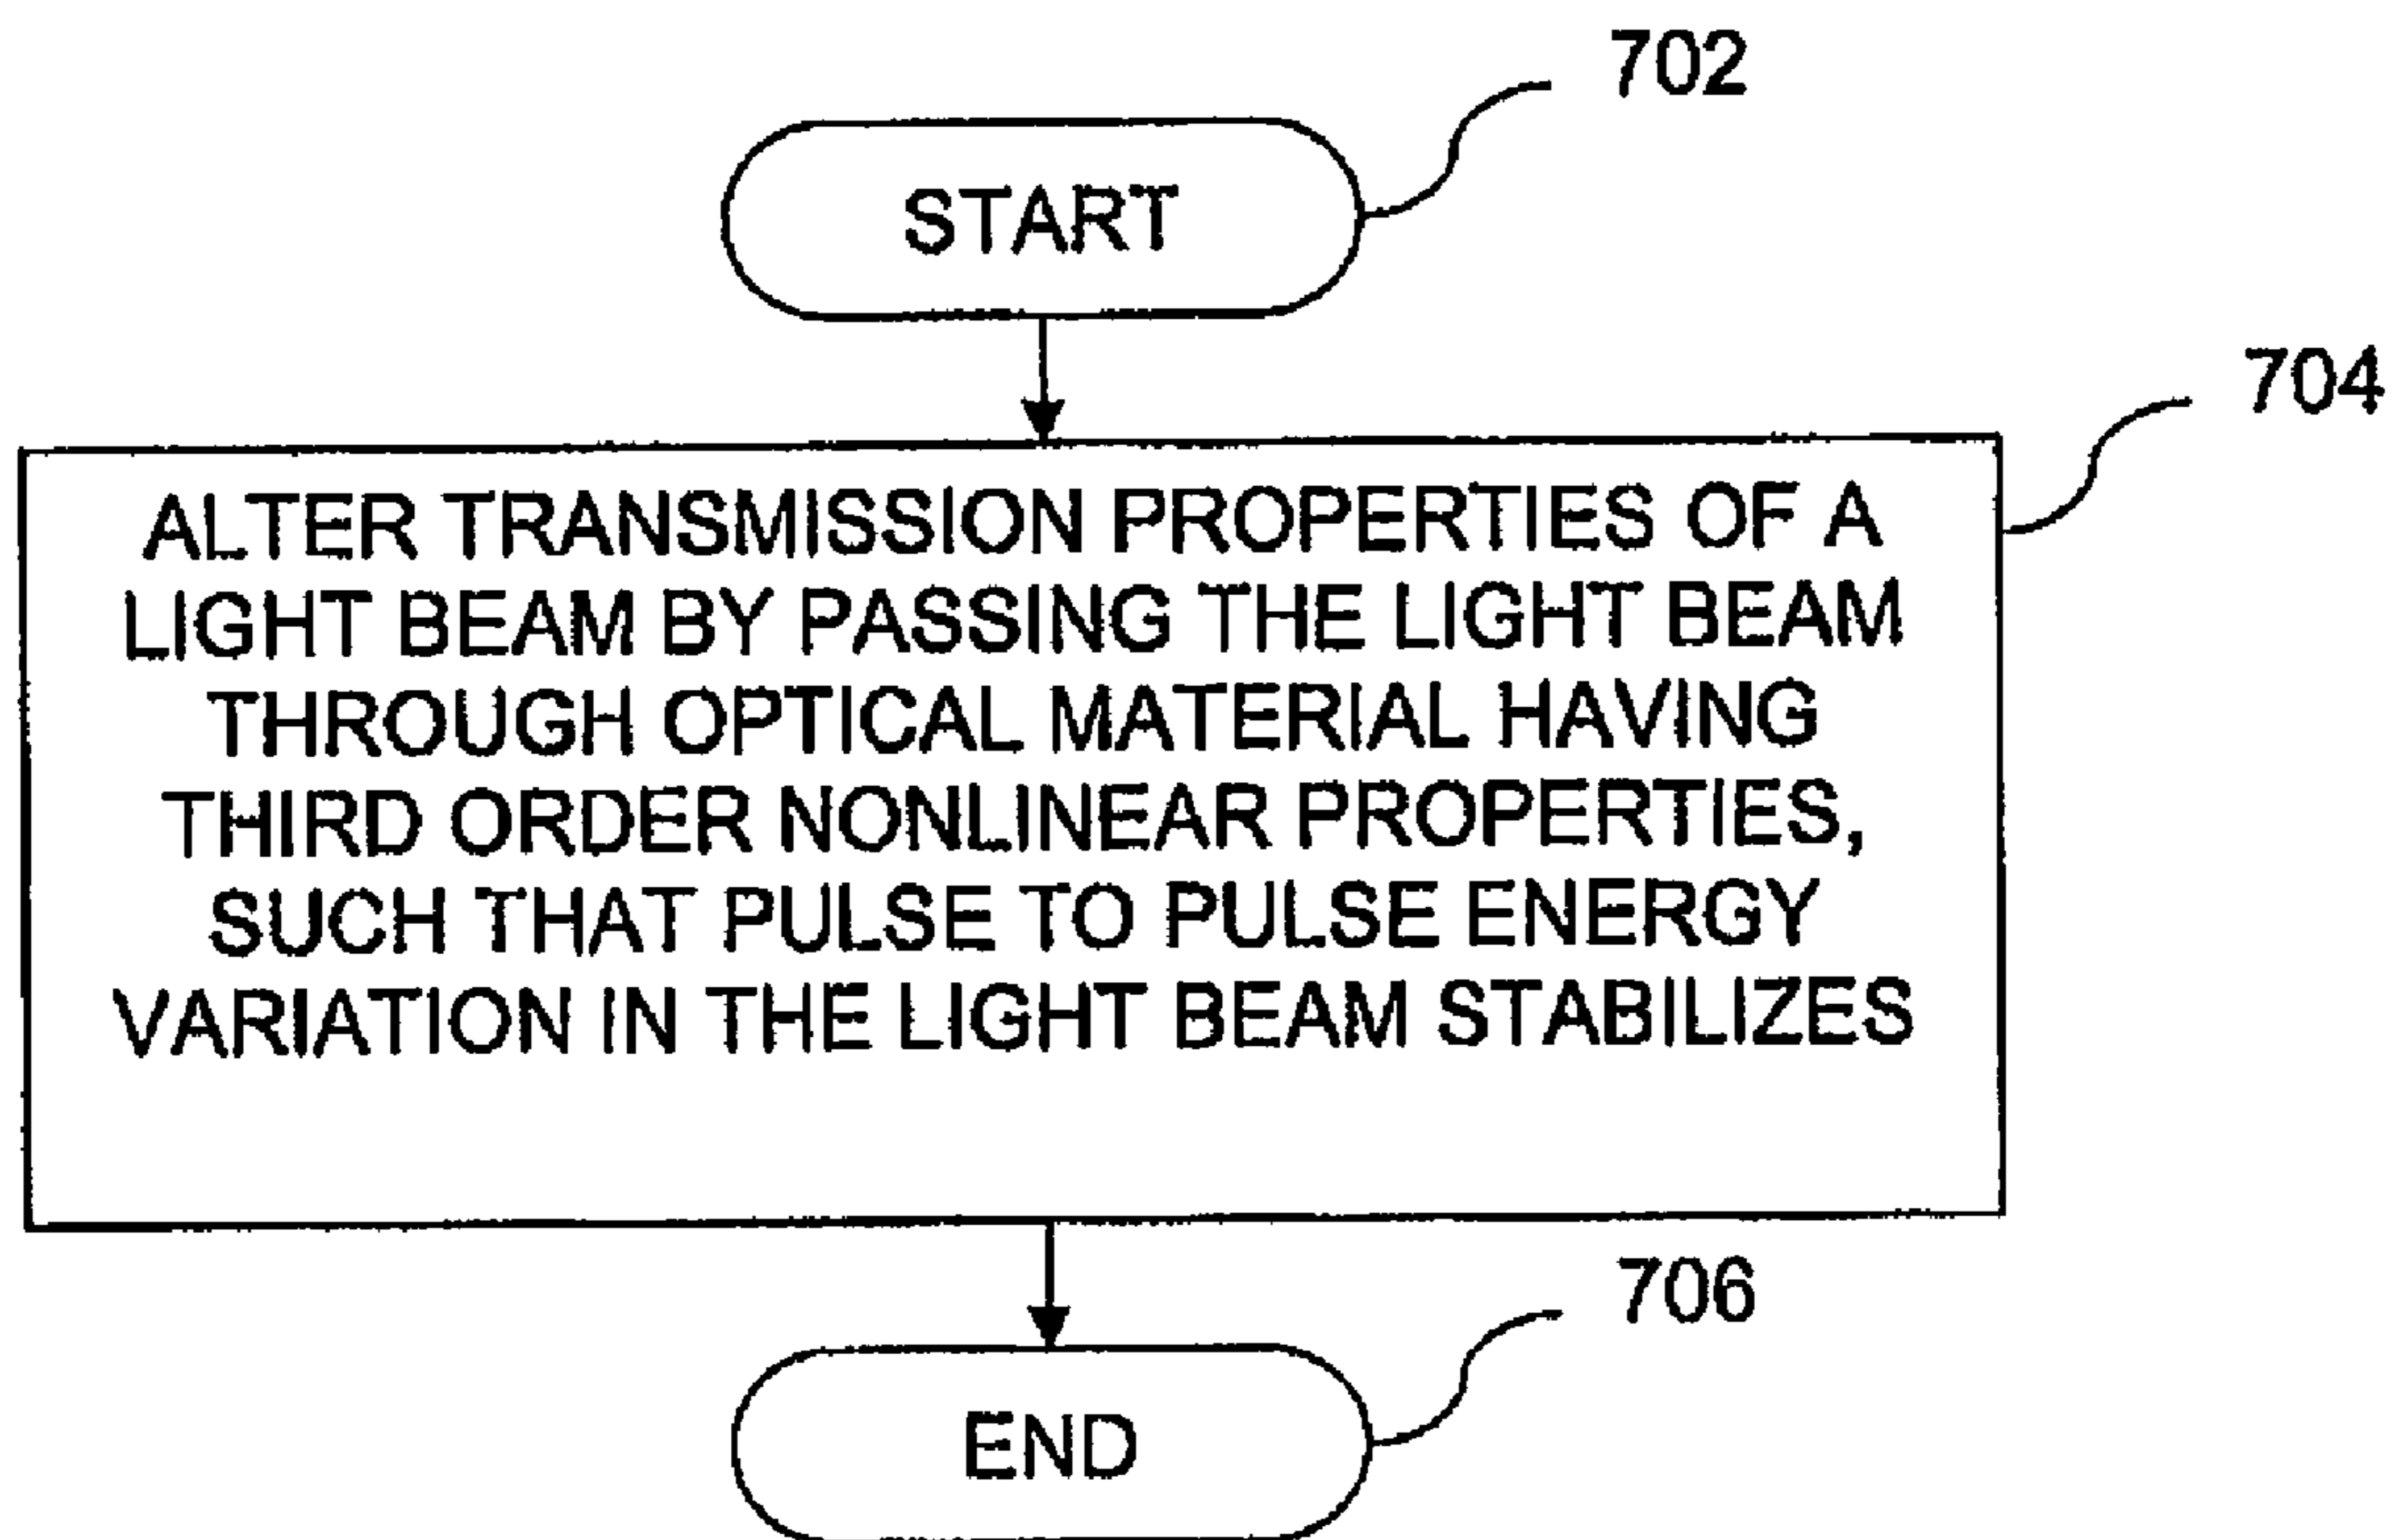 702
START
704
ALTER TRANSMISSION PROPERTIES OF A
LIGHT BEAM BY PASSING THE LIGHT BEAM
THROUGH OPTICAL MATERIAL HAVING
THIRD ORDER NONLINEAR PROPERTIES,
SUCH THAT PULSE TO PULSE ENERGY
VARIATION IN THE LIGHT BEAM STABILIZES
706
END